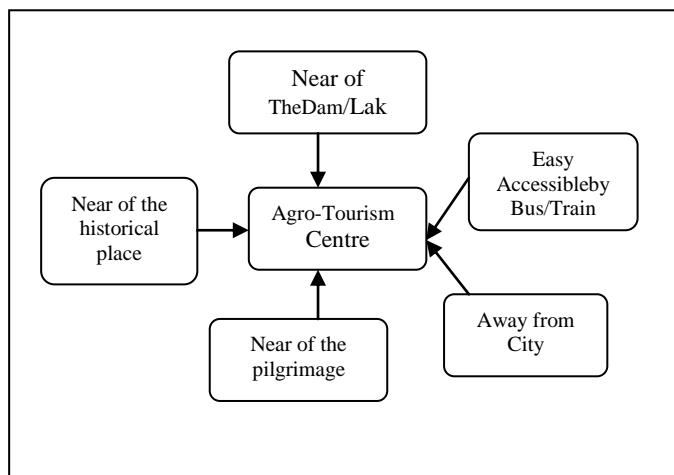 Near of
TheDam/Lak
Easy
Accessibleby
Bus/Train
Near of the
historical
place
Agro-Tourism
Centre
Away from
City
Near of the
pilgrimage